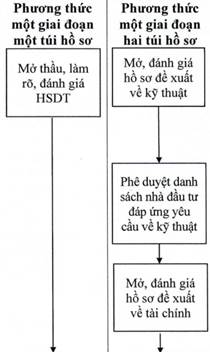 Phương thức
một giai đoạn
một túi hồ sơ
Mở thầu, làm
rõ, đánh giá
HSDT
Phương thức
một giai đoạn
hai túi hồ sơ
Mở, đánh giá
hồ sơ đề xuất
về kỹ thuật
Phê duyệt danh
sách nhà đầu tư
đáp ứng yêu
cầu về kỹ thuật
Mở, đánh giá
hồ sơ đề xuất
về tài chính